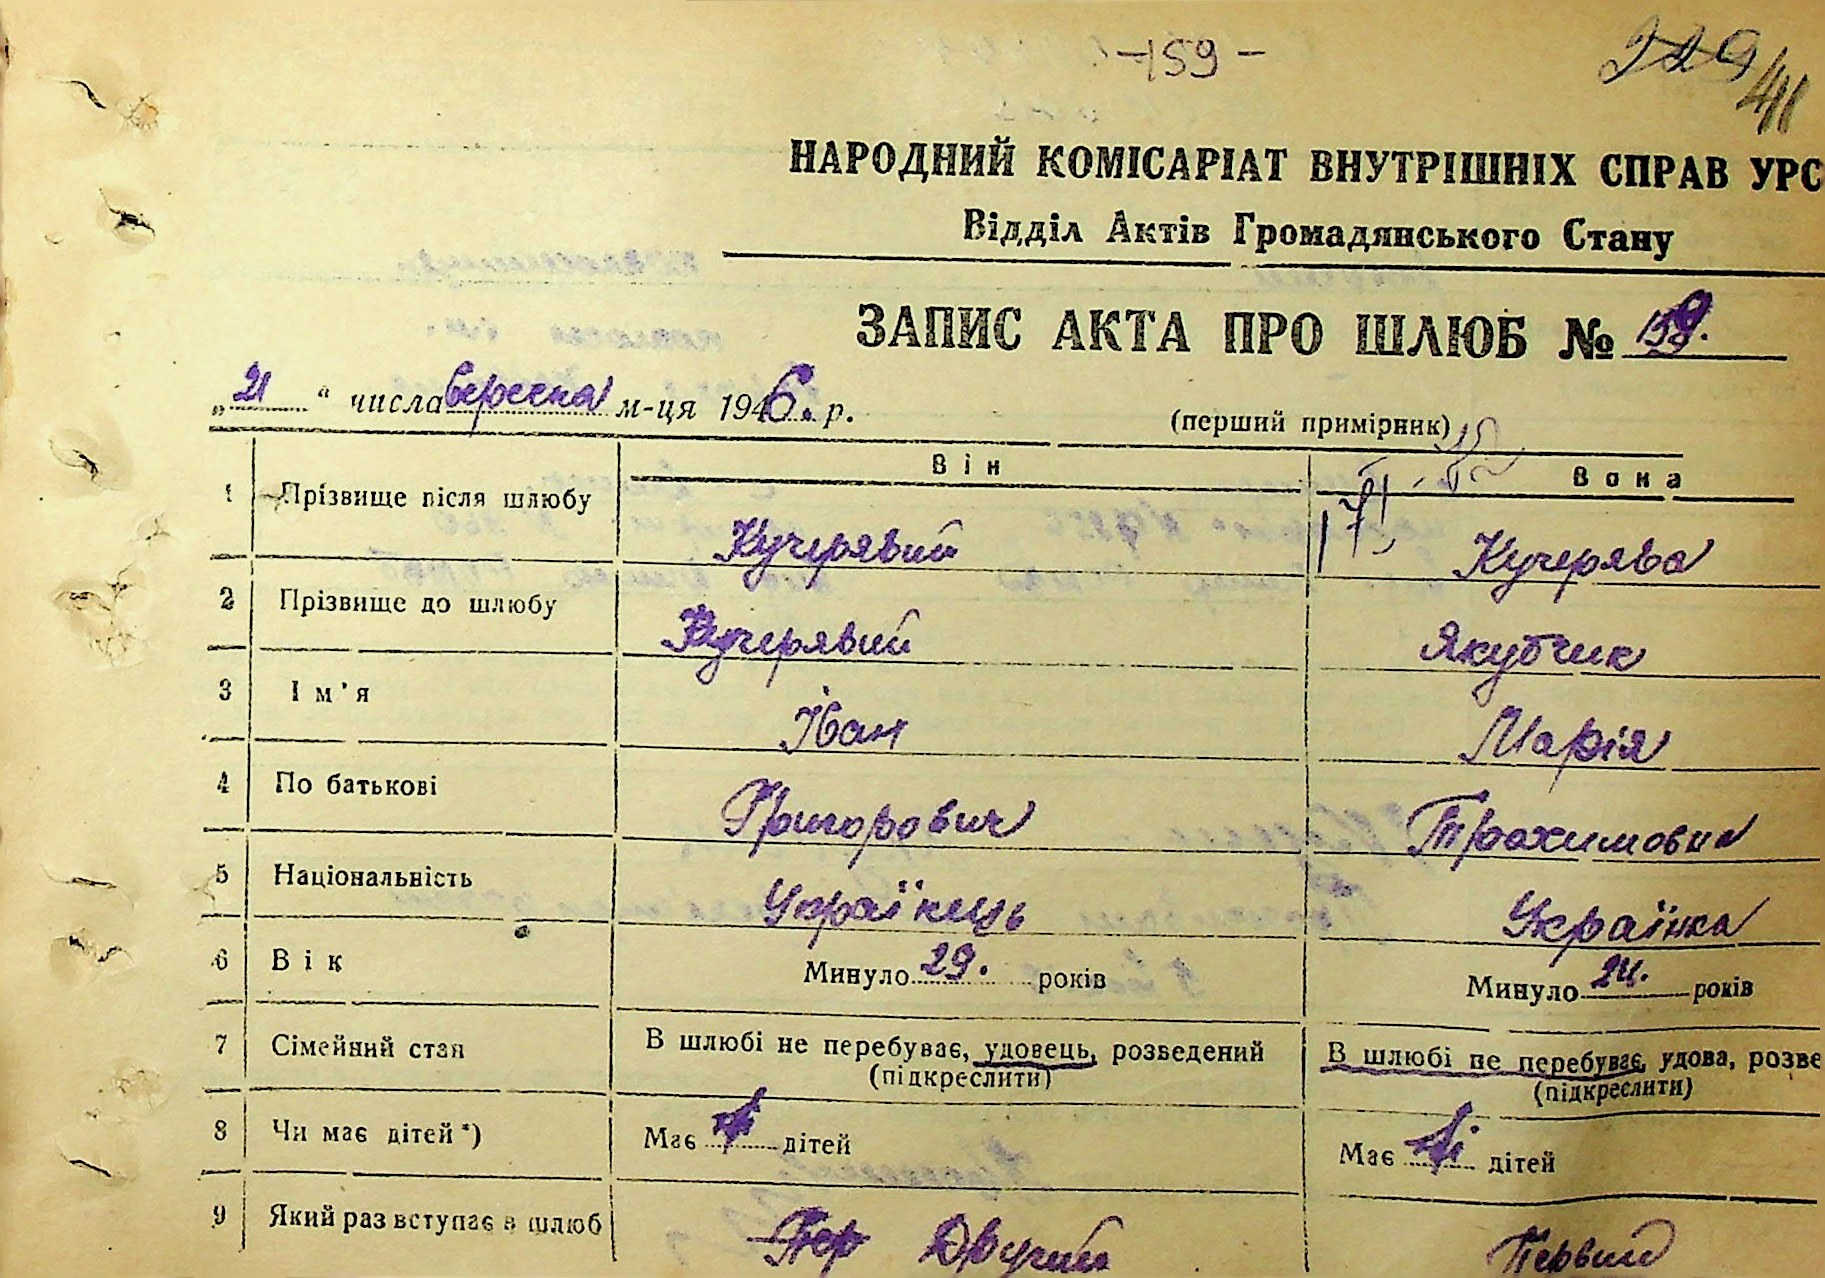 -159-
229
НАРОДНИЙ КОМІСАРІАТ ВНУТРІШНІХ СПРАВ УРС
Відділ Актів Громадянського Стану
ЗАПИС АКТА ПРО ШЛЮБ № 159.
„21“ числа вересня м-ця 1946. р.
(перший примірник)
Він Вона
1 Прізвище після шлюбу Кучерявий Кучерява
2 Прізвище до шлюбу Кучерявий Якубчик
3 Ім'я Іван Марія
4 По батькові Григорович Трохимовна
5 Національність Українець Українка
6 Вік Минуло 29. років Минуло 24. років
7 Сімейний стан В шлюбі не перебуває, удовець, розведений В шлюбі не перебуває, удова, розве
(підкреслити) (підкреслити)
8 Чи має дітей*) Має дітей Має дітей
9 Який раз вступає в шлюб Пер Другий Первий